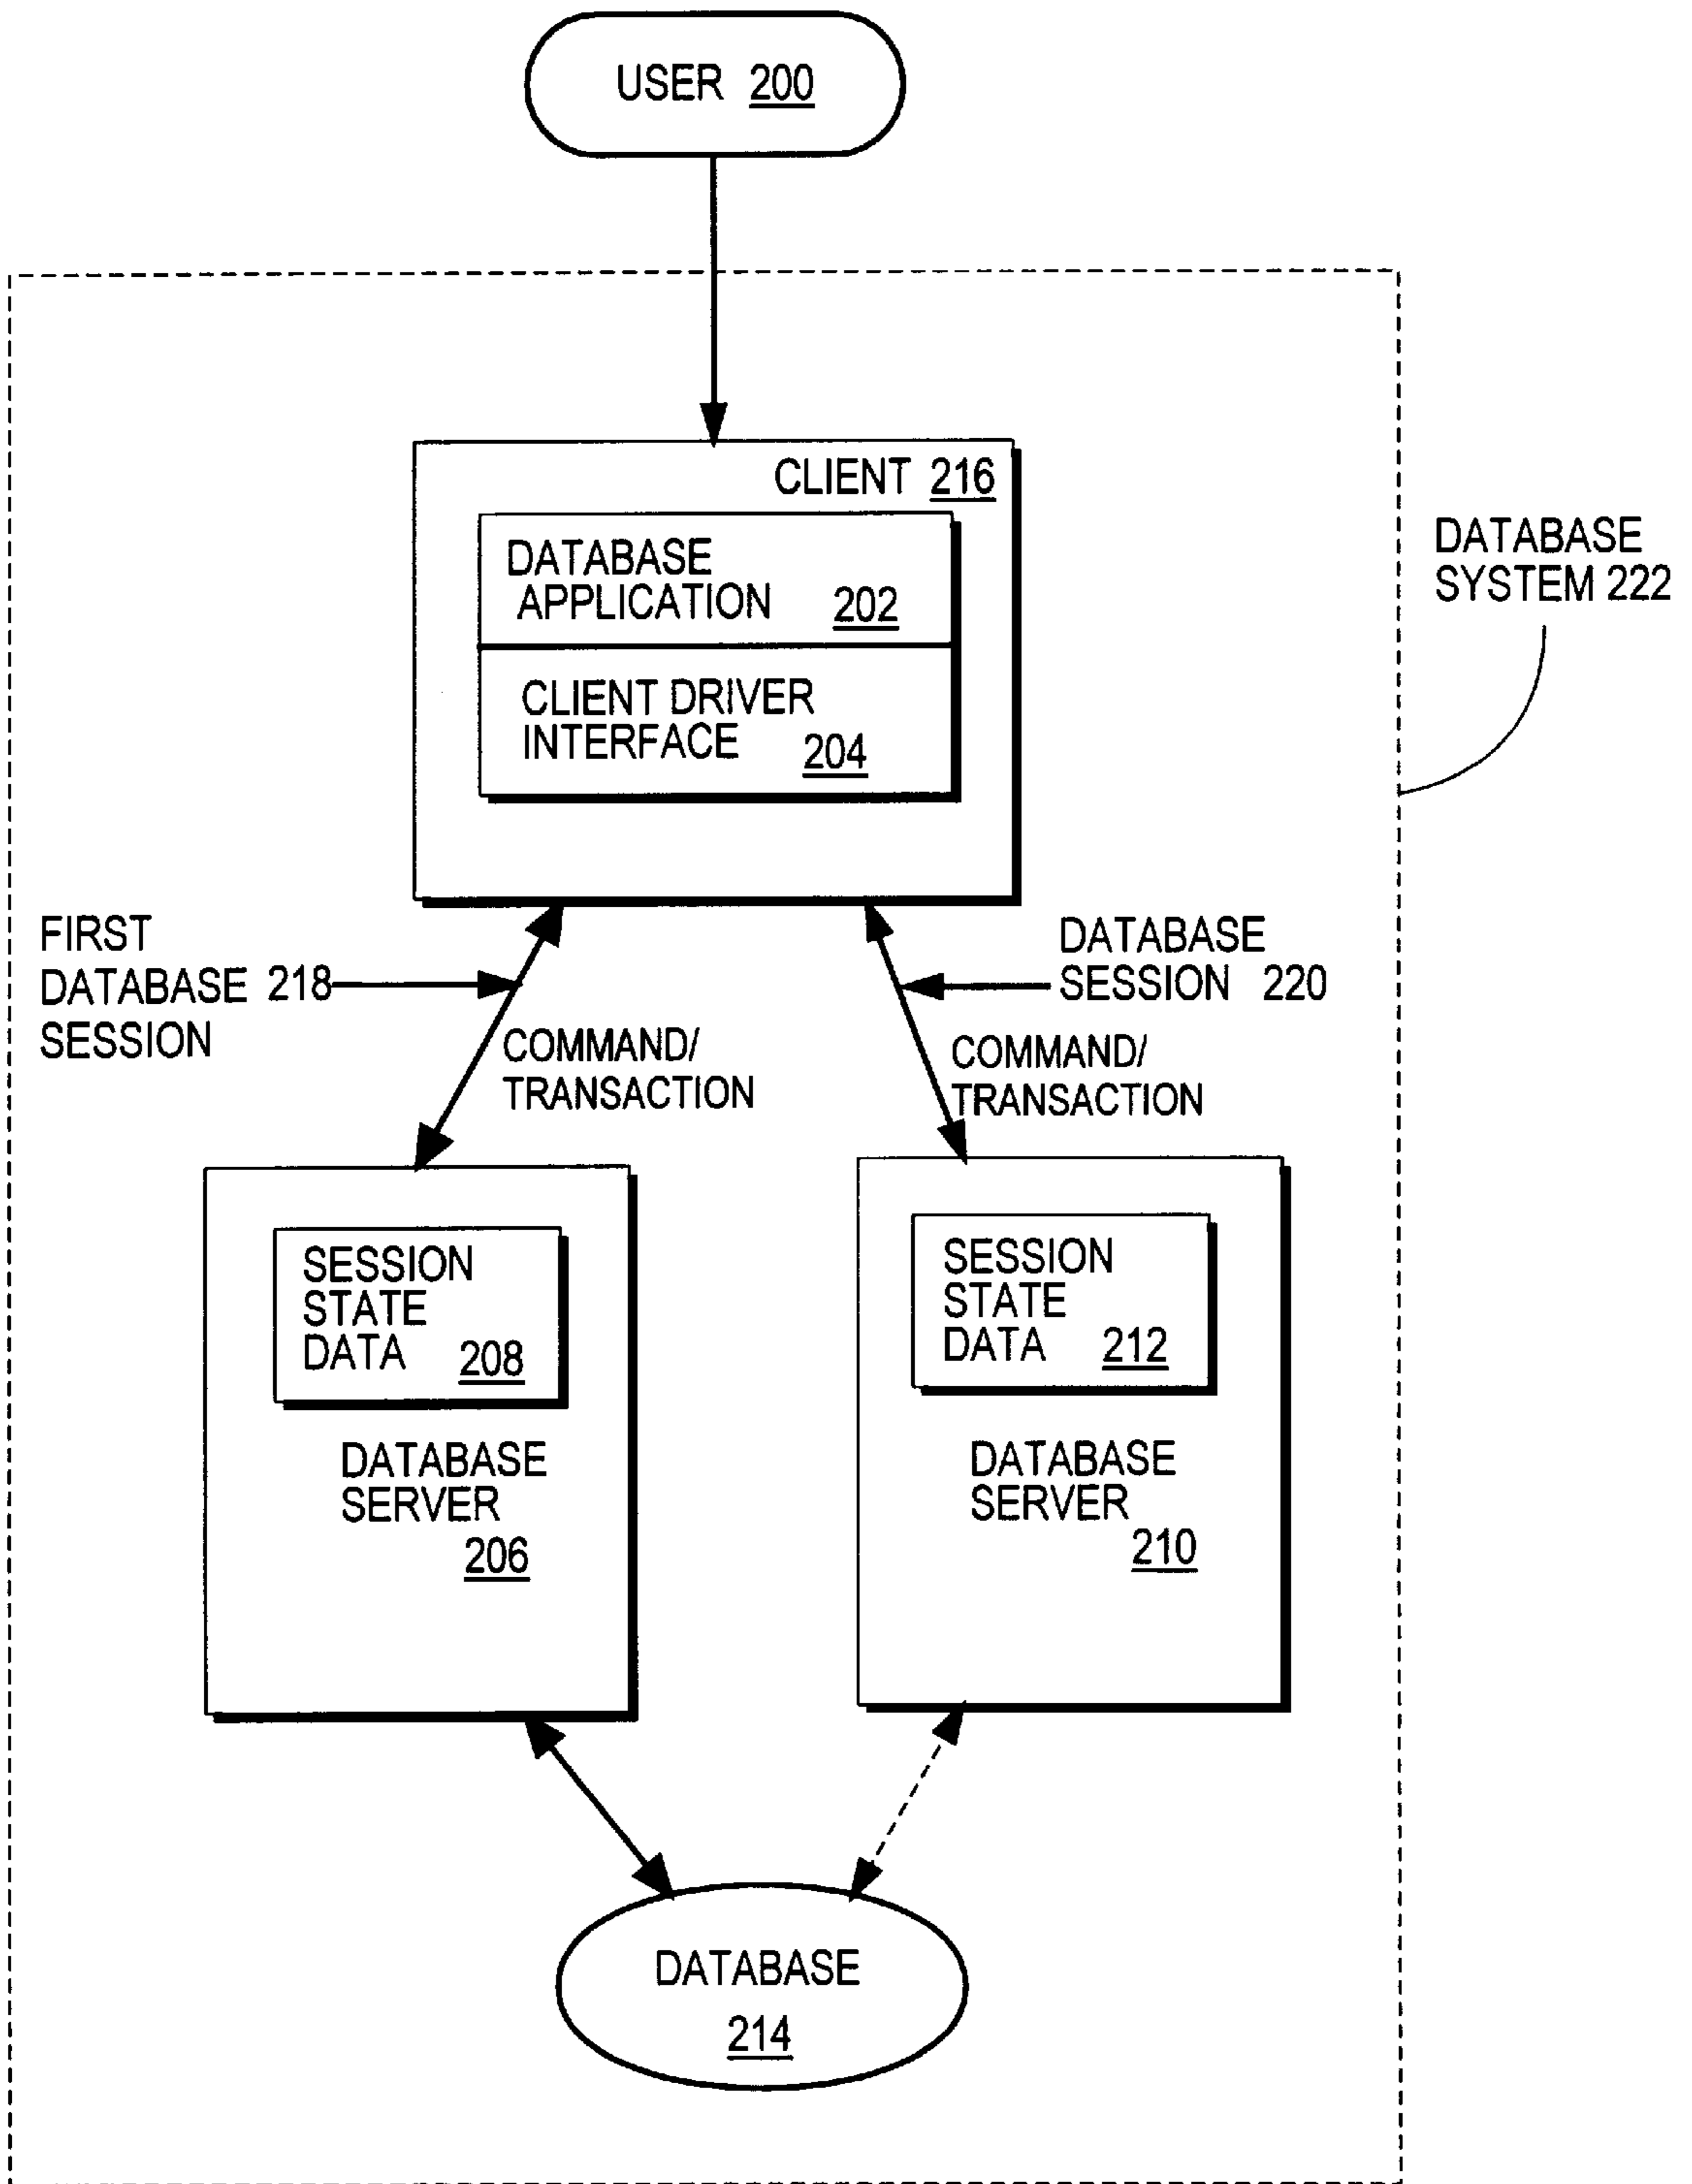 USER 200
CLIENT 216
DATABASE
APPLICATION 202
CLIENT DRIVER
INTERFACE 204
DATABASE
SYSTEM 222
FIRST
DATABASE 218
SESSION
DATABASE
SESSION 220
COMMAND/
TRANSACTION
COMMAND/
TRANSACTION
SESSION
STATE
DATA 208
DATABASE
SERVER
206
SESSION
STATE
DATA 212
DATABASE
SERVER
210
DATABASE
214